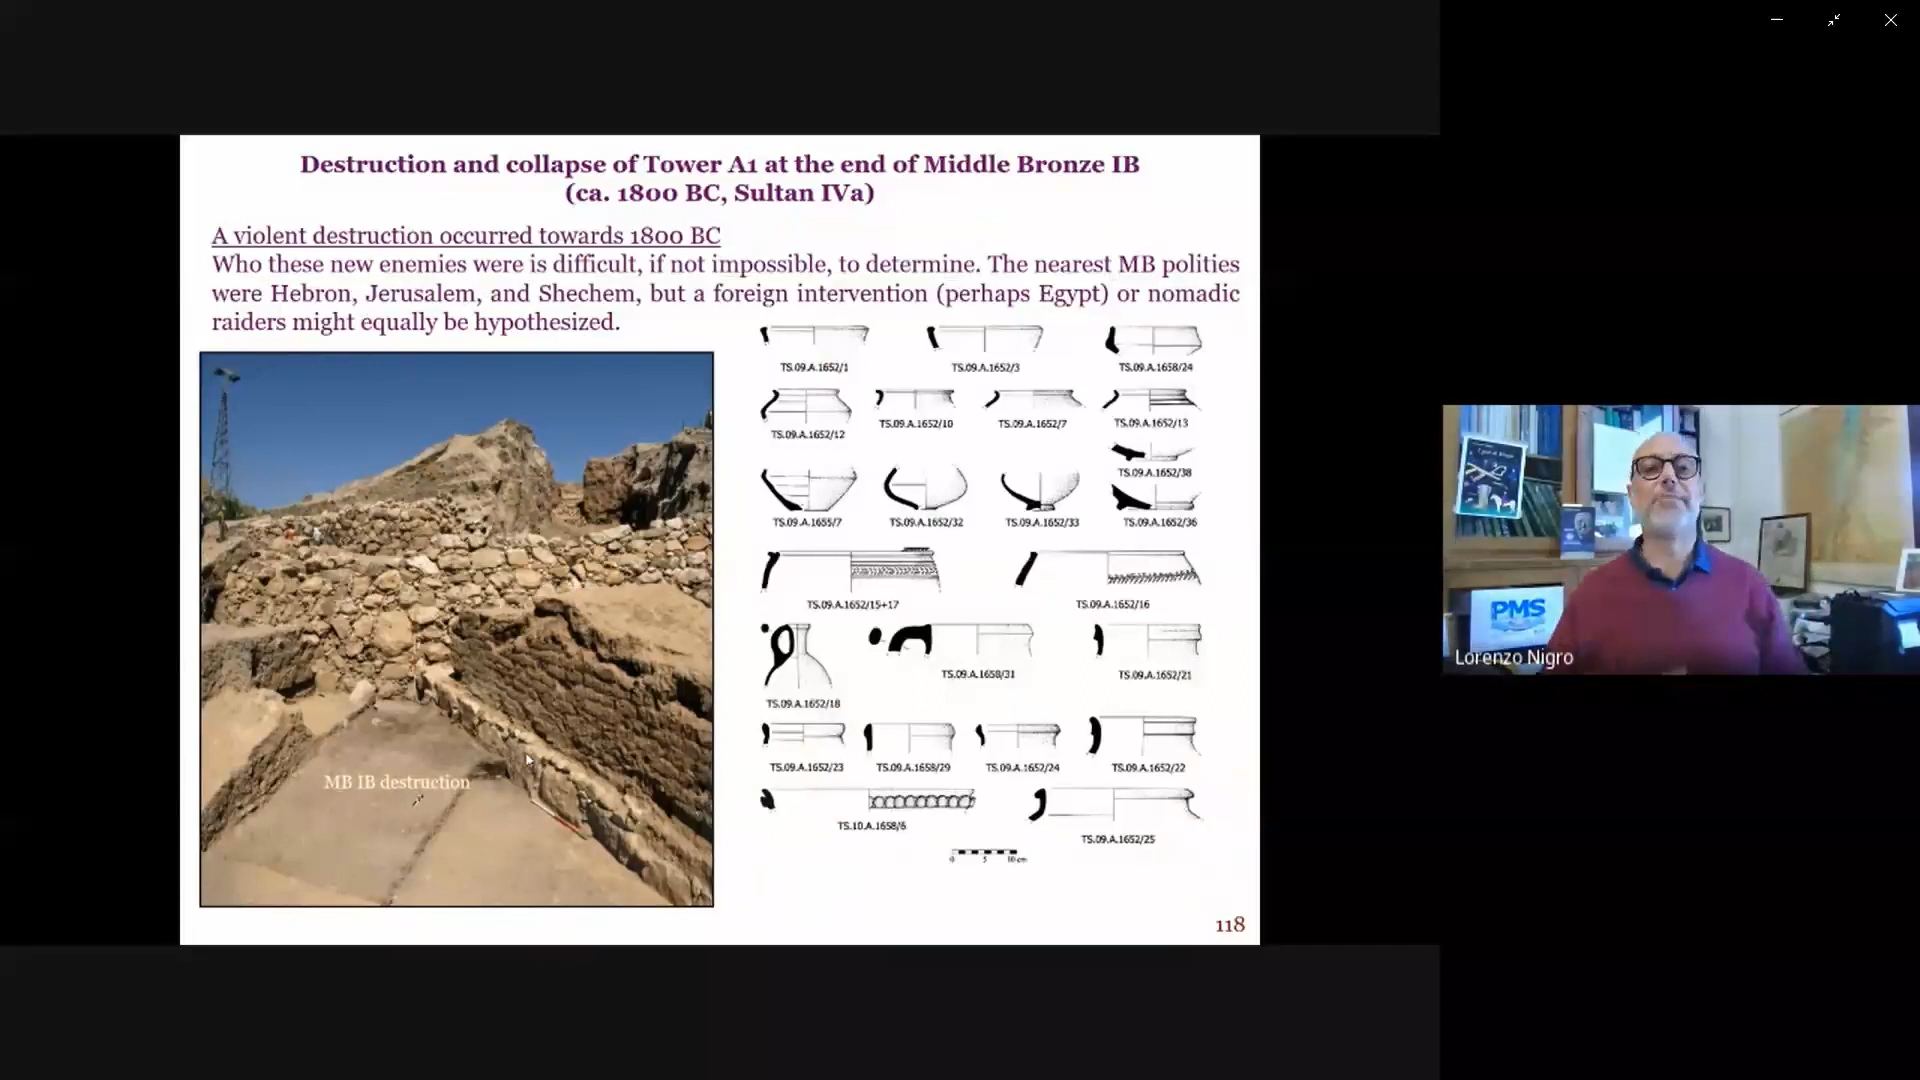 Destruction and collapse of Tower A1 at the end of Middle Bronze IB
(ca. 1800 BC, Sultan IVa)
A violent destruction occurred towards 1800 BC
Who these new enemies were is difficult, if not impossible, to determine. The nearest MB polities
were Hebron, Jerusalem, and Shechem, but a foreign intervention (perhaps Egypt) or nomadic
raiders might equally be hypothesized.
MB IB destruction
TS.09.A.1652/1
TS.09.A.1652/3
TS.09.A.1658/24
TS.09.A.1652/12
TS.09.A.1652/10
TS.09.A.1652/7
TS.09.A.1652/13
TS.09.A.1652/38
TS.09.A.1655/7
TS.09.A.1652/32
TS.09.A.1652/33
TS.09.A.1652/36
TS.09.A.1652/15+17
TS.09.A.1652/16
TS.09.A.1652/18
TS.09.A.1658/31
TS.09.A.1652/21
TS.09.A.1652/23
TS.09.A.1658/29
TS.09.A.1652/24
TS.09.A.1652/22
TS.10.A.1658/6
TS.09.A.1652/25
0 5 10 cm
118
PMS
Lorenzo Nigro